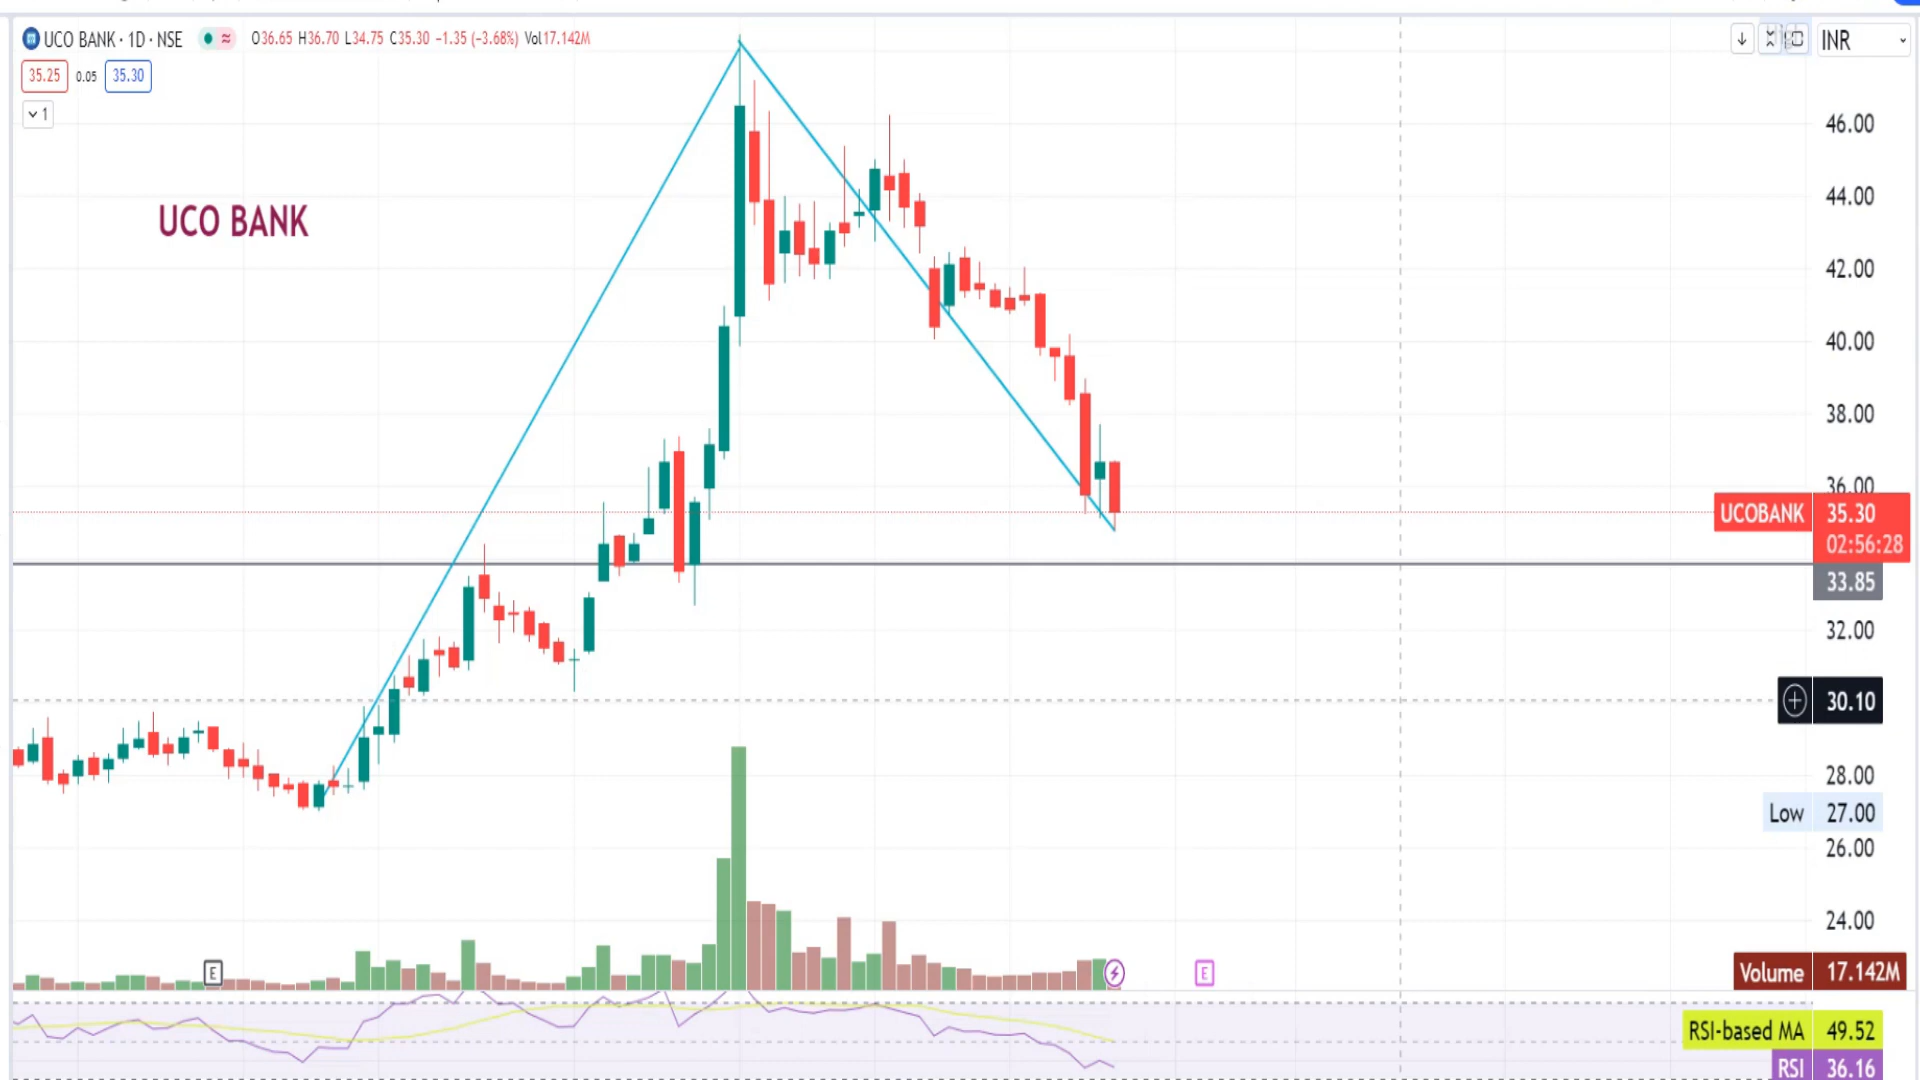 UCO BANK · 1D · NSE O36.65 H36.70 L34.75 C35.30 −1.35 (−3.68%) Vol17.142M
INR
35.25 0.05 35.30
1
46.00
UCO BANK
44.00
42.00
40.00
38.00
36.00
UCOBANK 35.30
02:56:28
33.85
32.00
30.10
28.00
Low 27.00
26.00
24.00
E E
Volume 17.142M
RSI-based MA 49.52
RSI 36.16